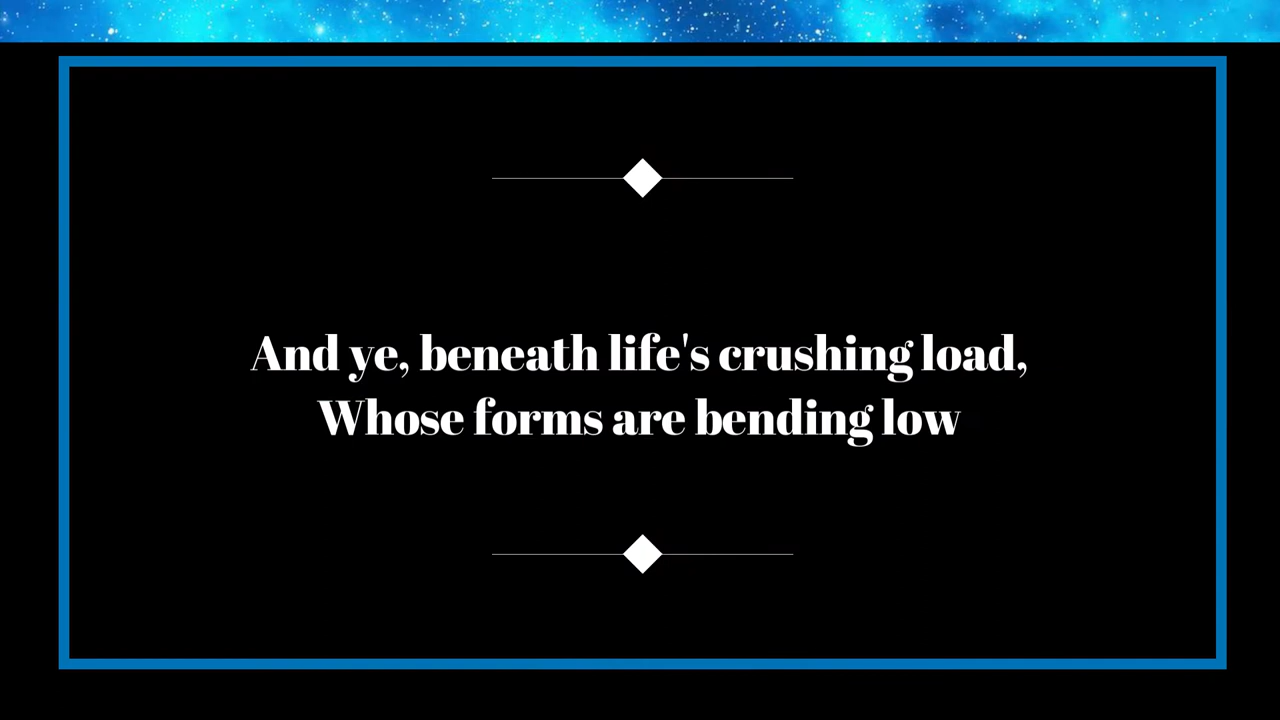 And ye, beneath life's crushing load,
Whose forms are bending low